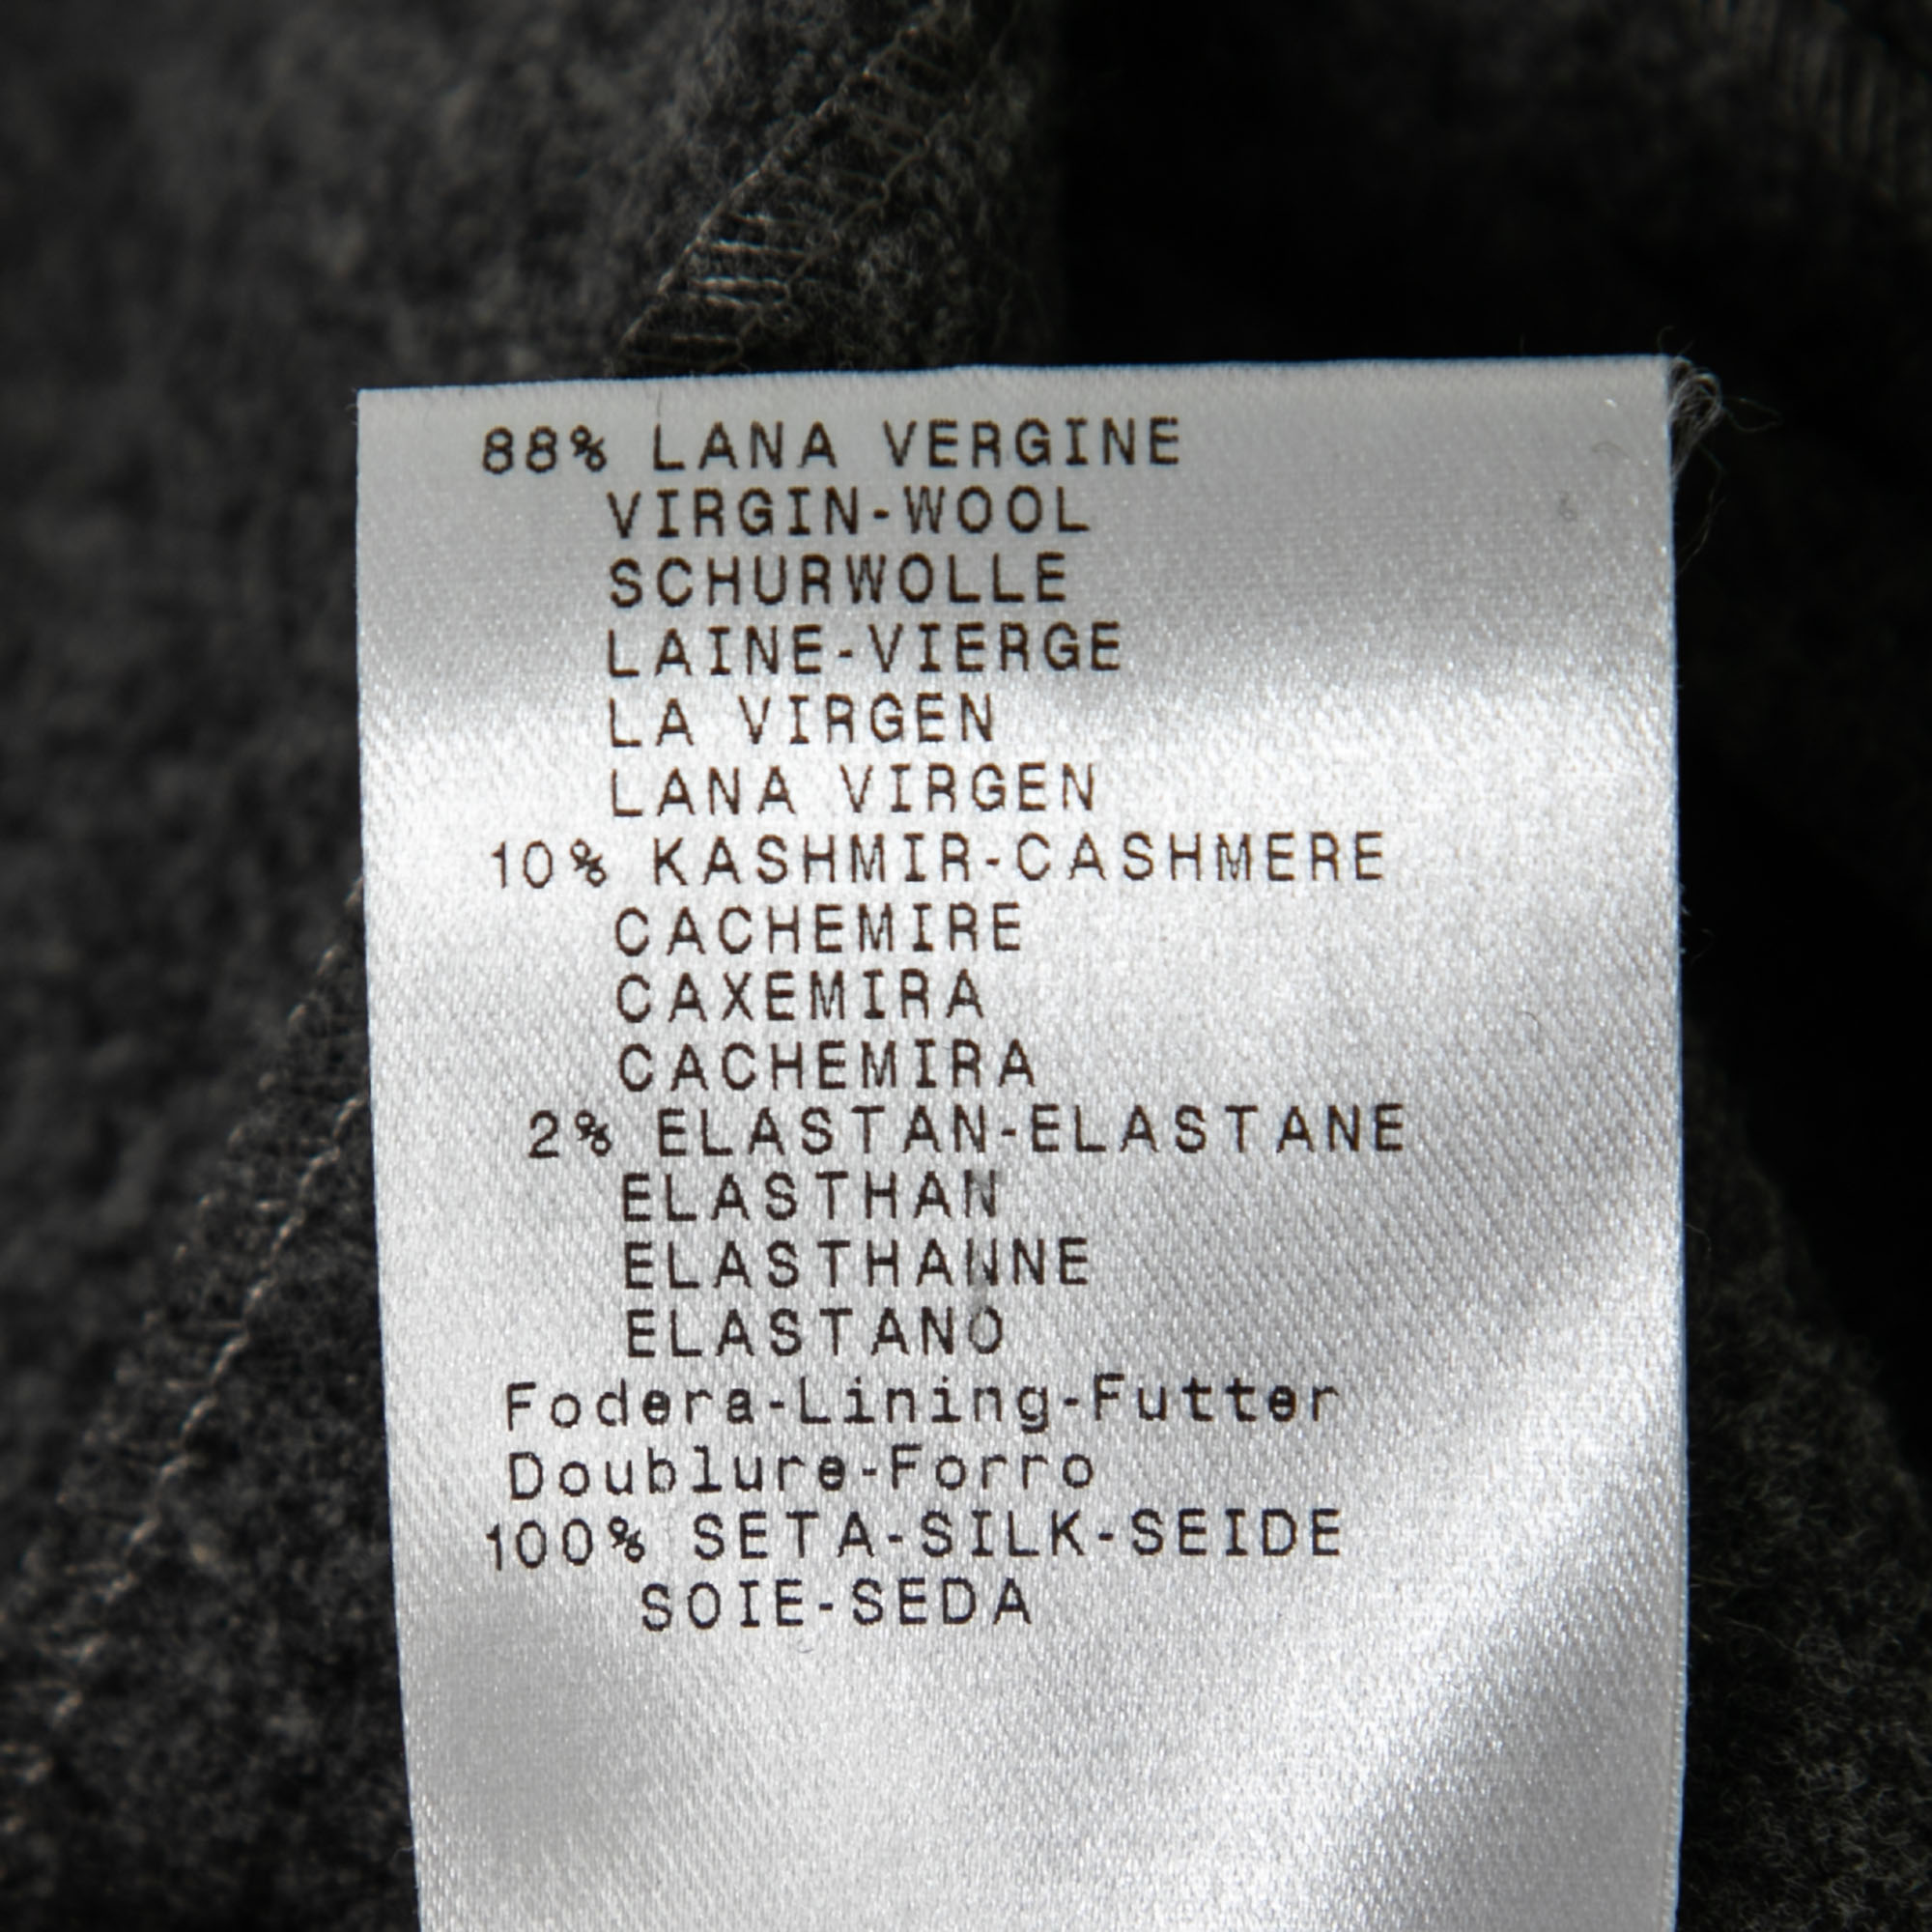 88% LANA VERGINE
VIRGIN-WOOL
SCHURWOLLE
LAINE-VIERGE
LA VIRGEN
LANA VIRGEN
10% KASHMIR-CASHMERE
CACHEMIRE
CAXEMIRA
CACHEMIRA
2% ELASTAN-ELASTANE
ELASTHAN
ELASTHANNE
ELASTANO
Fodera-Lining-Futter
Doublure-Forro
100% SETA-SILK-SEIDE
SOIE-SEDA